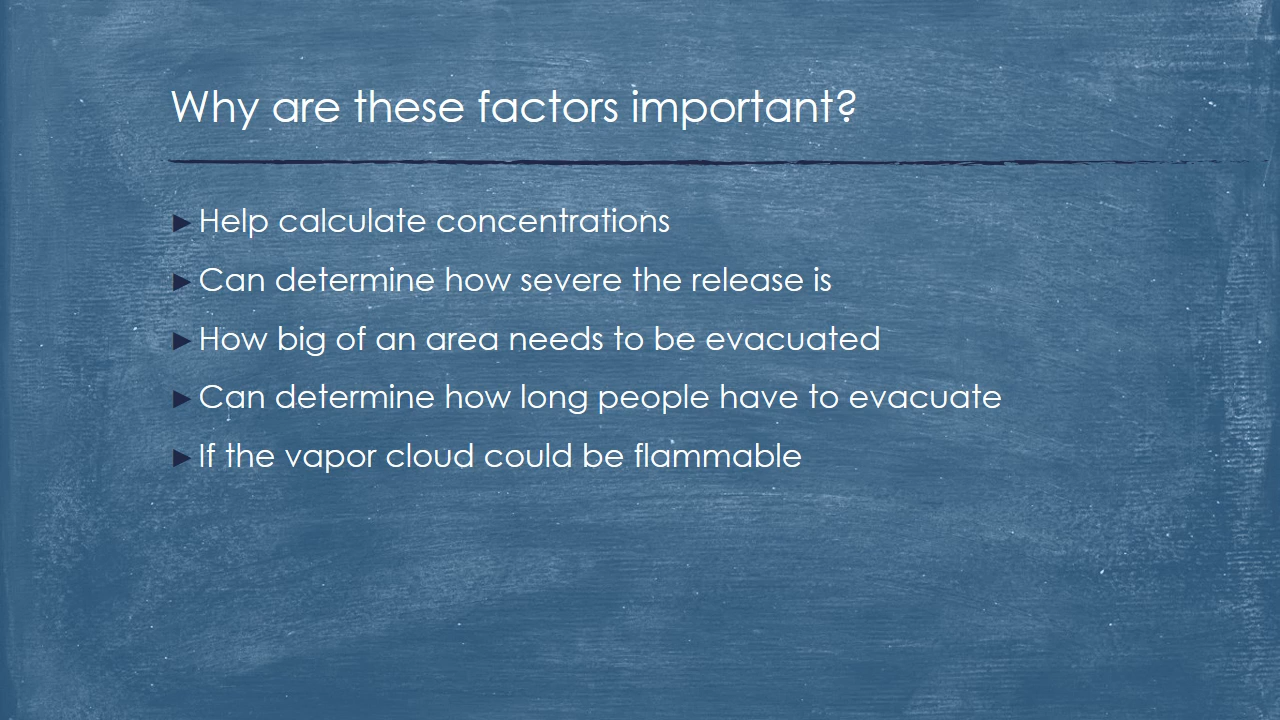 Why are these factors important?
► Help calculate concentrations
► Can determine how severe the release is
► How big of an area needs to be evacuated
► Can determine how long people have to evacuate
► If the vapor cloud could be flammable